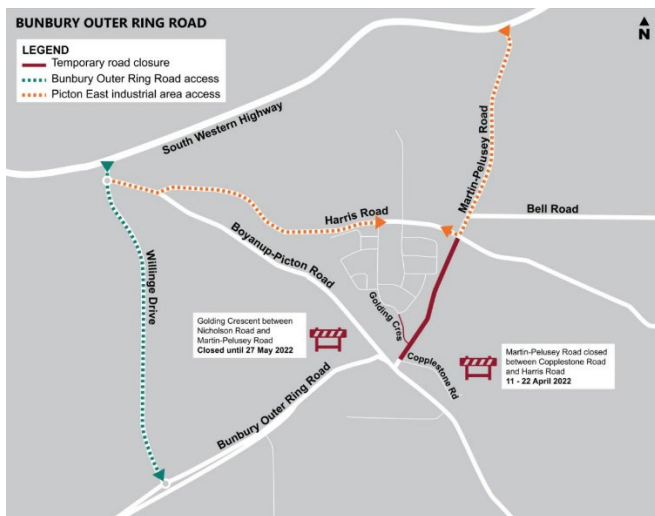 BUNBURY OUTER RING ROAD
N
LEGEND
Temporary road closure
Bunbury Outer Ring Road access
Picton East industrial area access
South Western Highway
Martin-Pelusey Road
Harris Road
Bell Road
Boyanup-Picton Road
Willinge Drive
Golding Cres
Golding Crescent between
Nicholson Road and
Martin-Pelusey Road
Closed until 27 May 2022
Copplestone Rd
Martin-Pelusey Road closed
between Copplestone Road
and Harris Road
11 - 22 April 2022
Bunbury Outer Ring Road